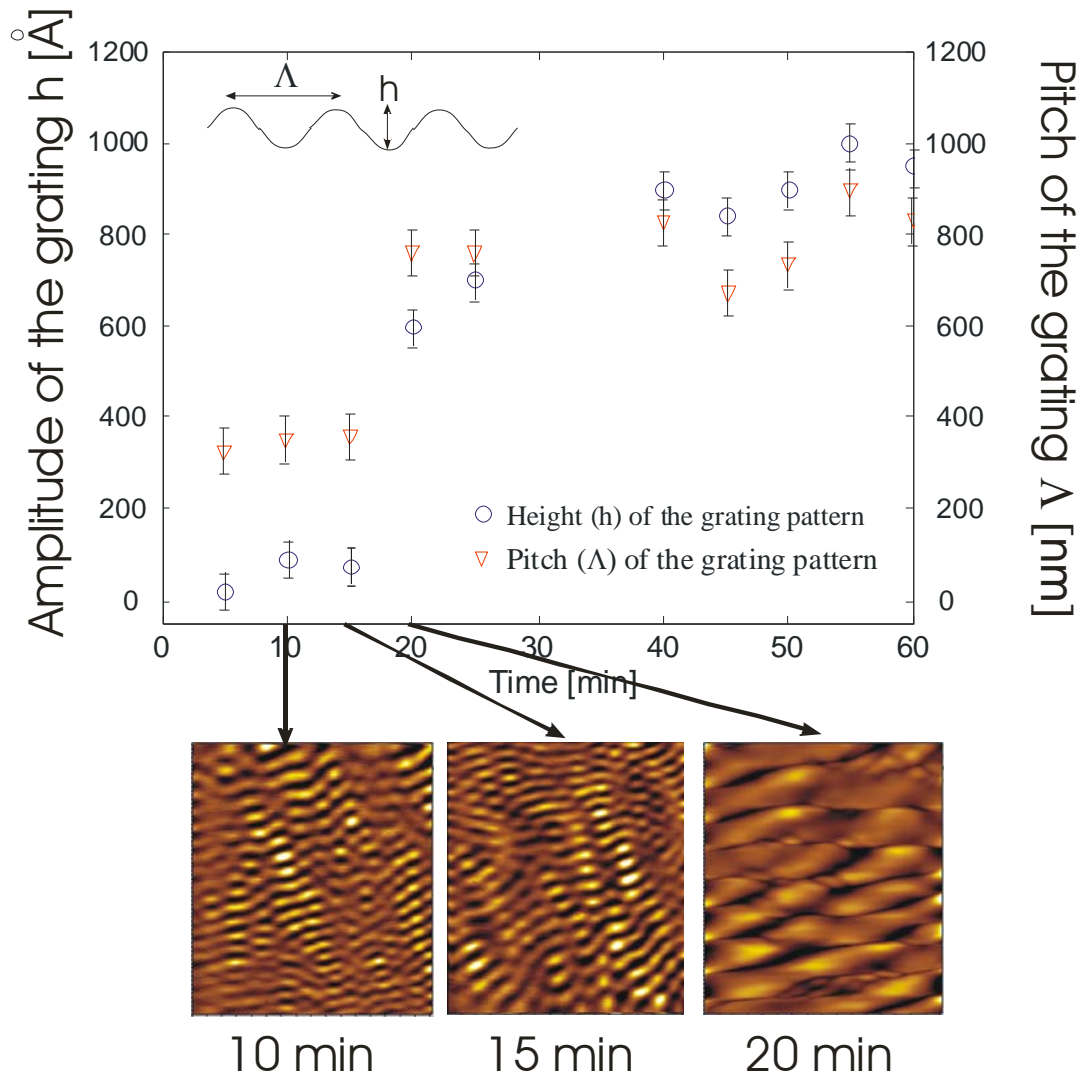 Amplitude of the grating h [Å]
Pitch of the grating Λ [nm]
1200
1000
800
600
400
200
0
1200
1000
800
600
400
200
0
Λ
h
Height (h) of the grating pattern
Pitch (Λ) of the grating pattern
0 10 20 30 40 50 60
Time [min]
10 min 15 min 20 min